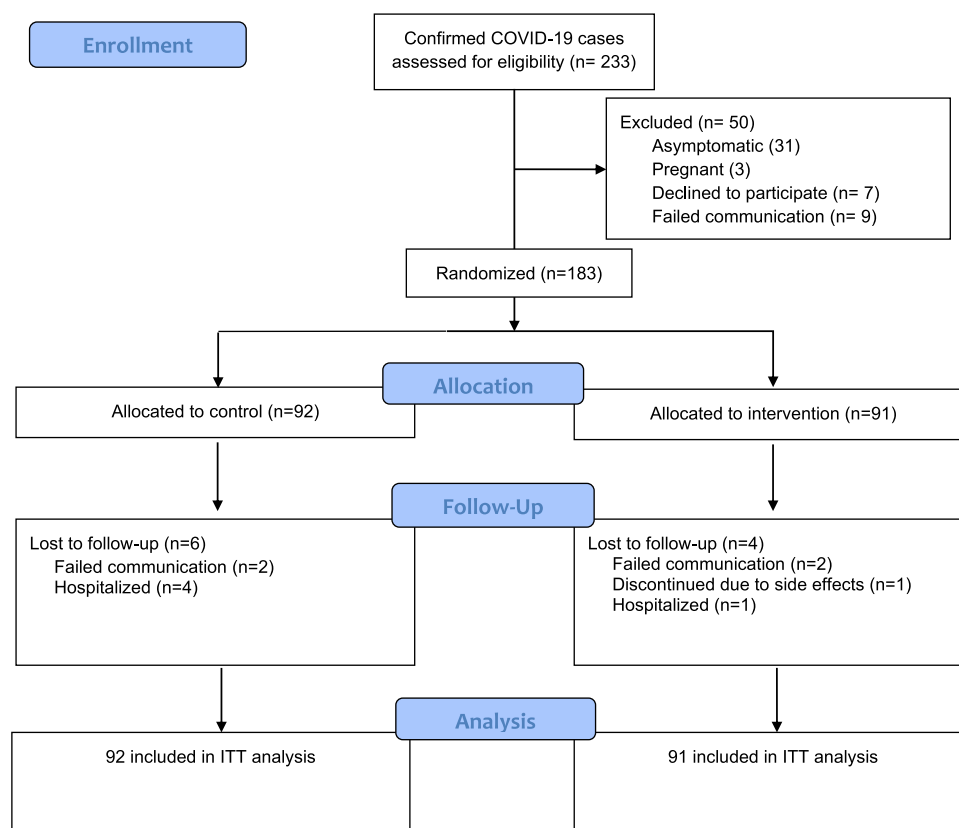 Enrollment
Confirmed COVID-19 cases
assessed for eligibility (n= 233)
Excluded (n= 50)
Asymptomatic (31)
Pregnant (3)
Declined to participate (n= 7)
Failed communication (n= 9)
Randomized (n=183)
Allocation
Allocated to control (n=92)
Allocated to intervention (n=91)
Follow-Up
Lost to follow-up (n=6)
Failed communication (n=2)
Hospitalized (n=4)
Lost to follow-up (n=4)
Failed communication (n=2)
Discontinued due to side effects (n=1)
Hospitalized (n=1)
Analysis
92 included in ITT analysis
91 included in ITT analysis